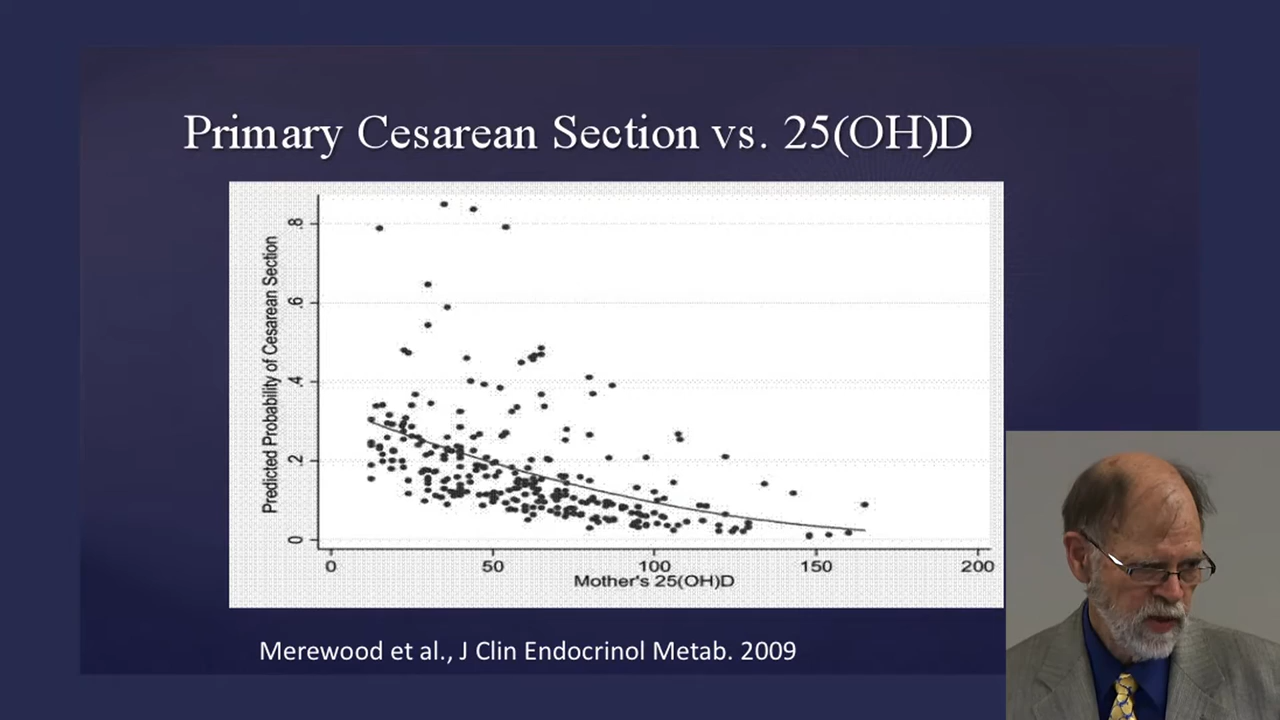 Primary Cesarean Section vs. 25(OH)D
Predicted Probability of Cesarean Section
.8
.6
.4
.2
0
0 50 100 150 200
Mother's 25(OH)D
Merewood et al., J Clin Endocrinol Metab. 2009